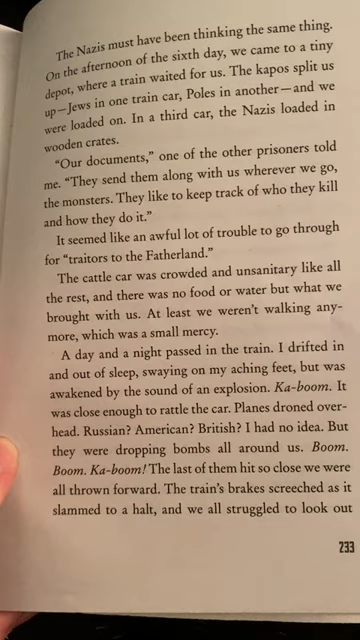 The Nazis must have been thinking the same thing.
On the afternoon of the sixth day, we came to a tiny
depot, where a train waited for us. The kapos split us
up—Jews in one train car, Poles in another—and we
were loaded on. In a third car, the Nazis loaded in
wooden crates.
“Our documents,” one of the other prisoners told
me. “They send them along with us wherever we go,
the monsters. They like to keep track of who they kill
and how they do it.”
It seemed like an awful lot of trouble to go through
for “traitors to the Fatherland.”
The cattle car was crowded and unsanitary like all
the rest, and there was no food or water but what we
brought with us. At least we weren’t walking any-
more, which was a small mercy.
A day and a night passed in the train. I drifted in
and out of sleep, swaying on my aching feet, but was
awakened by the sound of an explosion. Ka-boom. It
was close enough to rattle the car. Planes droned over-
head. Russian? American? British? I had no idea. But
they were dropping bombs all around us. Boom.
Boom. Ka-boom! The last of them hit so close we were
all thrown forward. The train’s brakes screeched as it
slammed to a halt, and we all struggled to look out
233